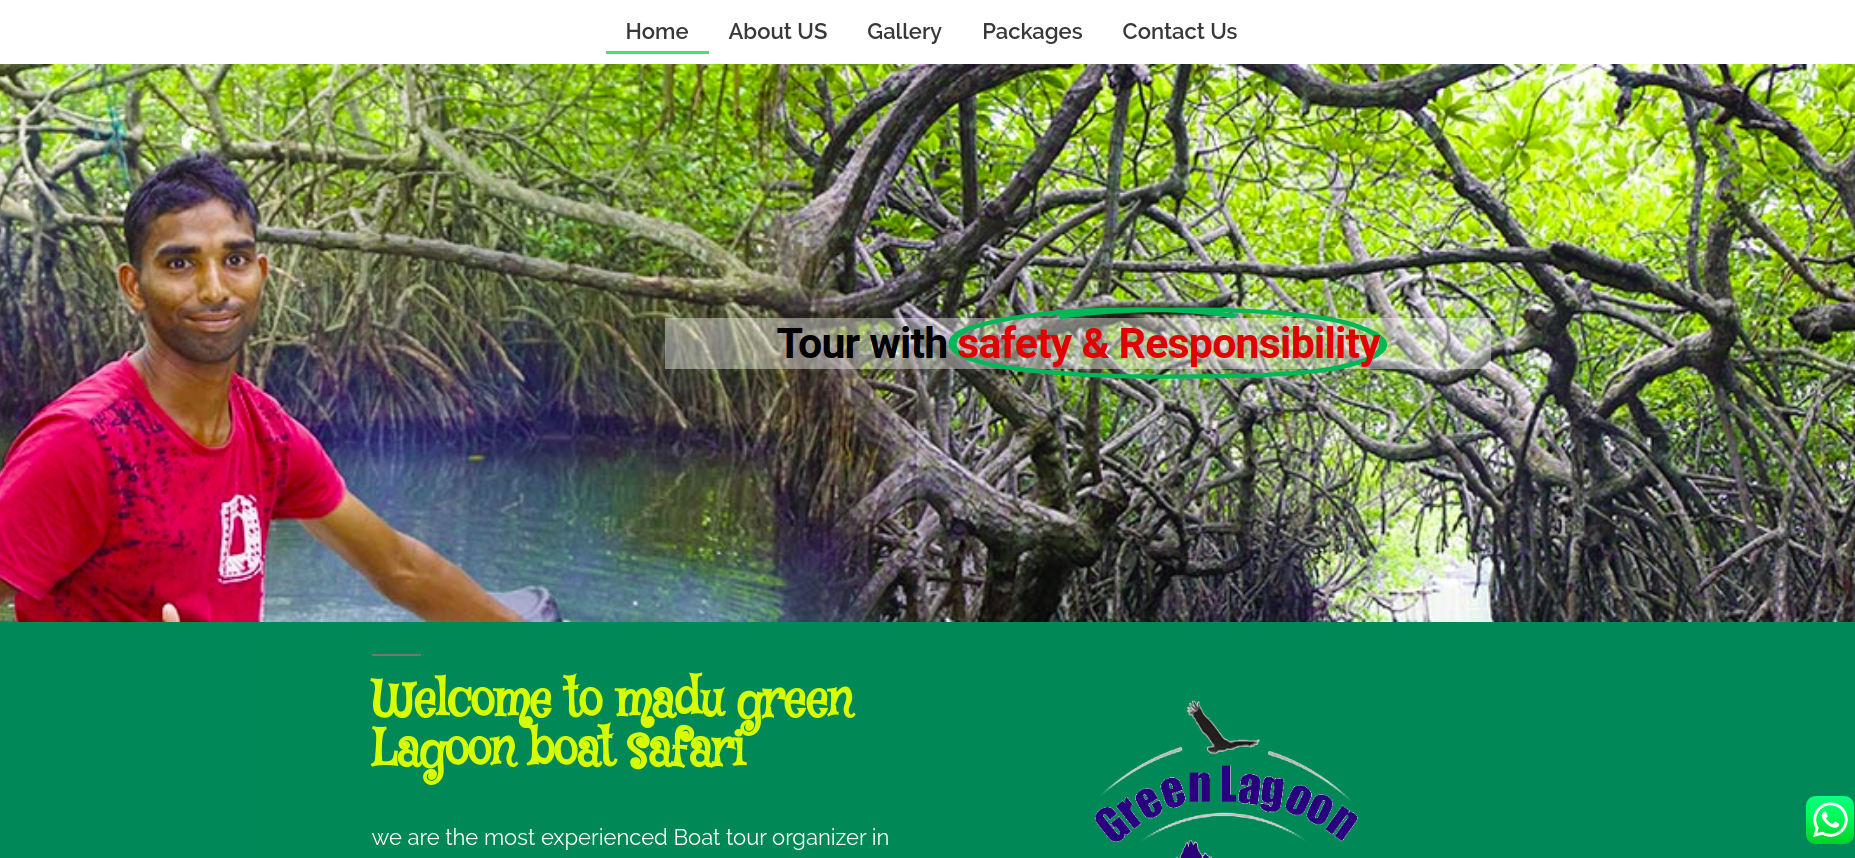 Home About US Gallery Packages Contact Us
Tour with safety & Responsibility
Welcome to madu green
Lagoon boat safari
we are the most experienced Boat tour organizer in
Green Lagoon